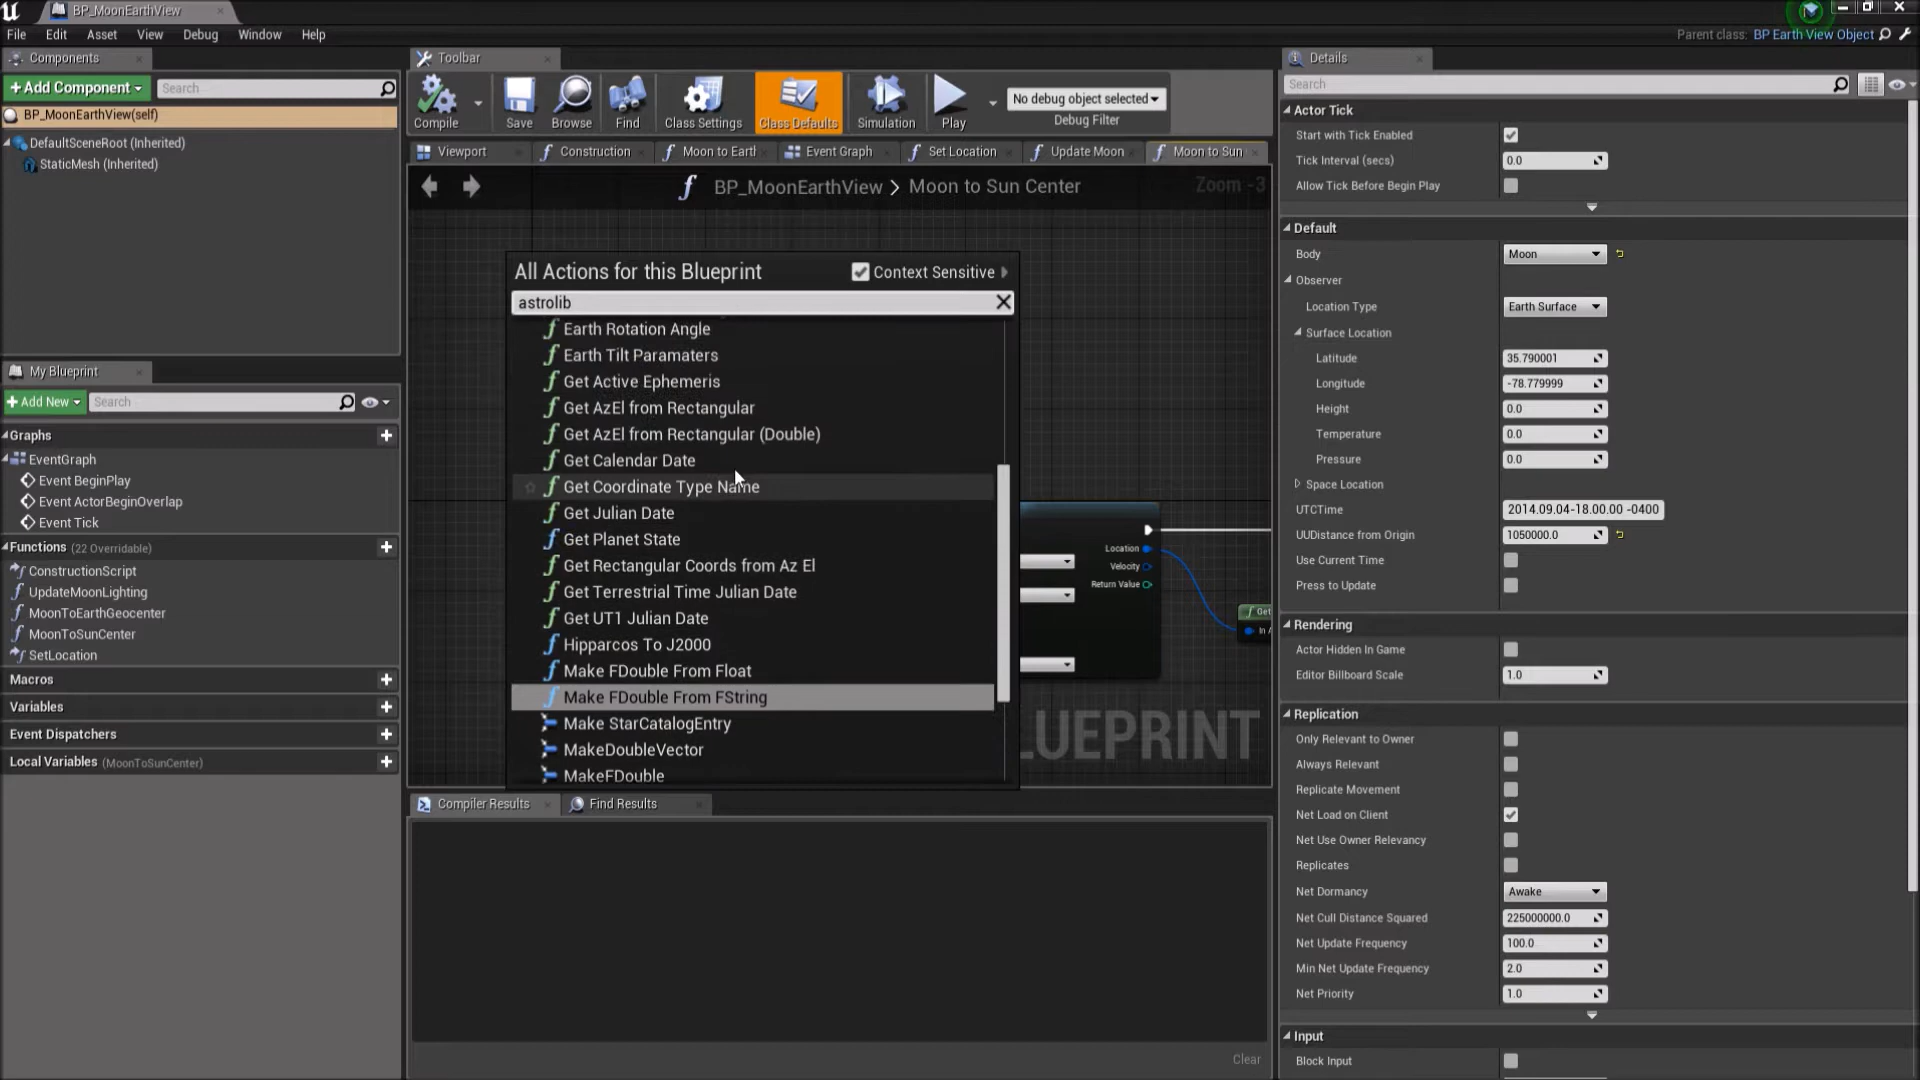 BP_MoonEarthView
File Edit Asset View Debug Window Help
Parent class: BP Earth View Object
Components
+Add Component
Search
BP_MoonEarthView(self)
DefaultSceneRoot (Inherited)
StaticMesh (Inherited)
My Blueprint
+Add New
Search
Graphs
EventGraph
Event BeginPlay
Event ActorBeginOverlap
Event Tick
Functions (22 Overridable)
ConstructionScript
UpdateMoonLighting
MoonToEarthGeocenter
MoonToSunCenter
SetLocation
Macros
Variables
Event Dispatchers
Local Variables (MoonToSunCenter)
Toolbar
Compile Save Browse Find Class Settings Class Defaults Simulation Play
No debug object selected
Debug Filter
Viewport Construction Moon to Earth Event Graph Set Location Update Moon Moon to Sun
BP_MoonEarthView > Moon to Sun Center
Zoom -3
All Actions for this Blueprint
Context Sensitive
astrolib
Earth Rotation Angle
Earth Tilt Paramaters
Get Active Ephemeris
Get AzEl from Rectangular
Get AzEl from Rectangular (Double)
Get Calendar Date
Get Coordinate Type Name
Get Julian Date
Get Planet State
Get Rectangular Coords from Az El
Get Terrestrial Time Julian Date
Get UT1 Julian Date
Hipparcos To J2000
Make FDouble From Float
Make FDouble From FString
Make StarCatalogEntry
MakeDoubleVector
MakeFDouble
Location
Velocity
Return Value
Get
In A
LUEPRINT
Compiler Results
Find Results
Clear
Details
Search
Actor Tick
Start with Tick Enabled
Tick Interval (secs) 0.0
Allow Tick Before Begin Play
Default
Body Moon
Observer
Location Type Earth Surface
Surface Location
Latitude 35.790001
Longitude -78.779999
Height 0.0
Temperature 0.0
Pressure 0.0
Space Location
UTCTime 2014.09.04-18.00.00 -0400
UUDistance from Origin 1050000.0
Use Current Time
Press to Update
Rendering
Actor Hidden In Game
Editor Billboard Scale 1.0
Replication
Only Relevant to Owner
Always Relevant
Replicate Movement
Net Load on Client
Net Use Owner Relevancy
Replicates
Net Dormancy Awake
Net Cull Distance Squared 225000000.0
Net Update Frequency 100.0
Min Net Update Frequency 2.0
Net Priority 1.0
Input
Block Input